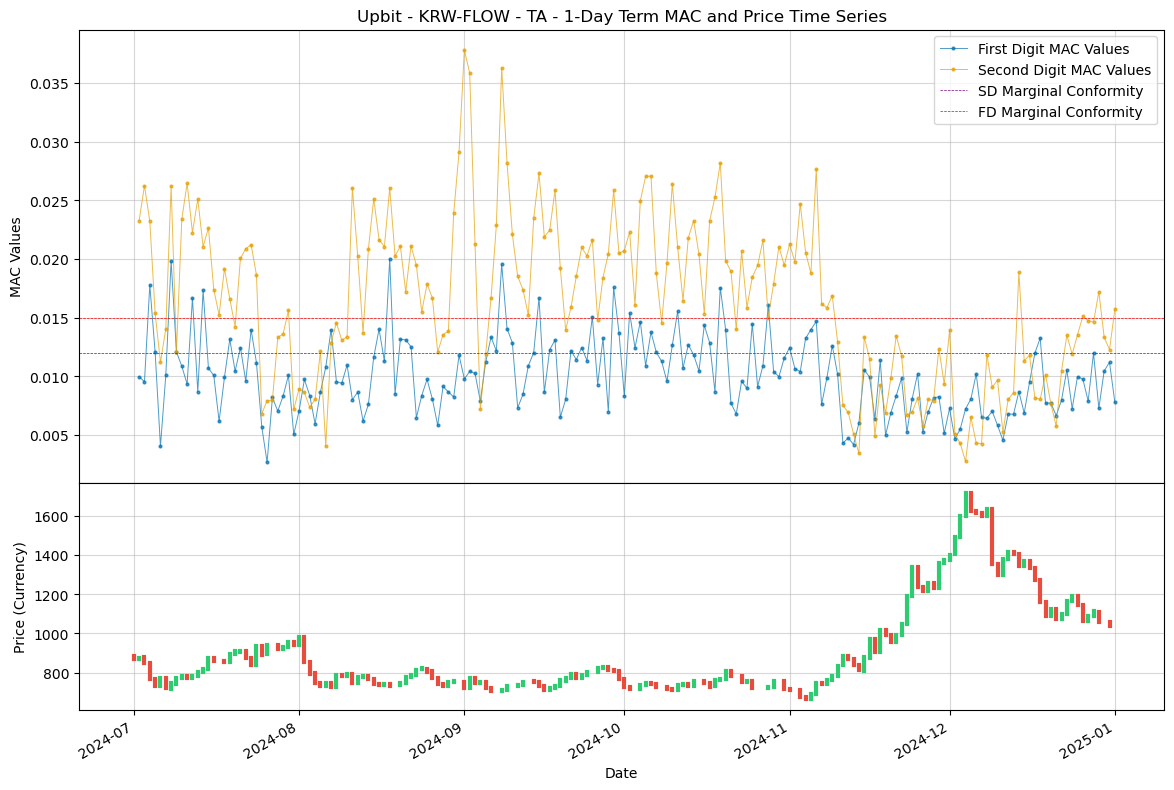 Upbit - KRW-FLOW - TA - 1-Day Term MAC and Price Time Series
First Digit MAC Values
Second Digit MAC Values
SD Marginal Conformity
FD Marginal Conformity
MAC Values
0.035
0.030
0.025
0.020
0.015
0.010
0.005
Price (Currency)
1600
1400
1200
1000
800
2024-07
2024-08
2024-09
2024-10
2024-11
2024-12
2025-01
Date